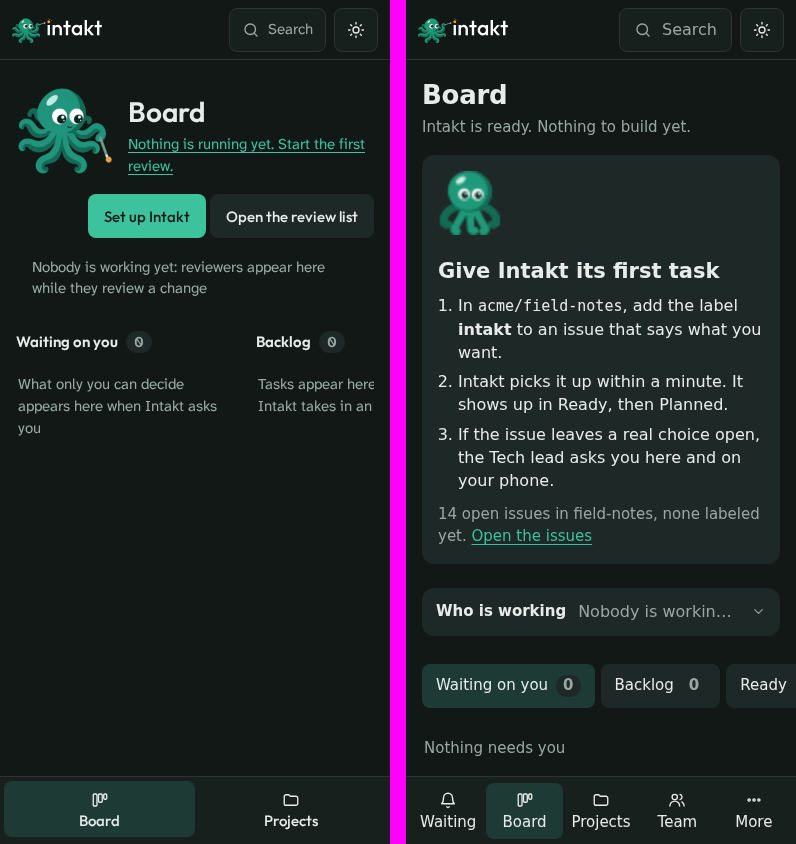 intakt
Search
Board
Nothing is running yet. Start the first
review.
Set up Intakt
Open the review list
Nobody is working yet: reviewers appear here
while they review a change
Waiting on you 0
Backlog 0
What only you can decide
appears here when Intakt asks
you
Tasks appear here
Intakt takes in an
Board
Projects
intakt
Search
Board
Intakt is ready. Nothing to build yet.
Give Intakt its first task
1. In acme/field-notes, add the label
intakt to an issue that says what you
want.
2. Intakt picks it up within a minute. It
shows up in Ready, then Planned.
3. If the issue leaves a real choice open,
the Tech lead asks you here and on
your phone.
14 open issues in field-notes, none labeled
yet. Open the issues
Who is working Nobody is workin...
Waiting on you 0
Backlog 0
Ready
Nothing needs you
Waiting
Board
Projects
Team
More